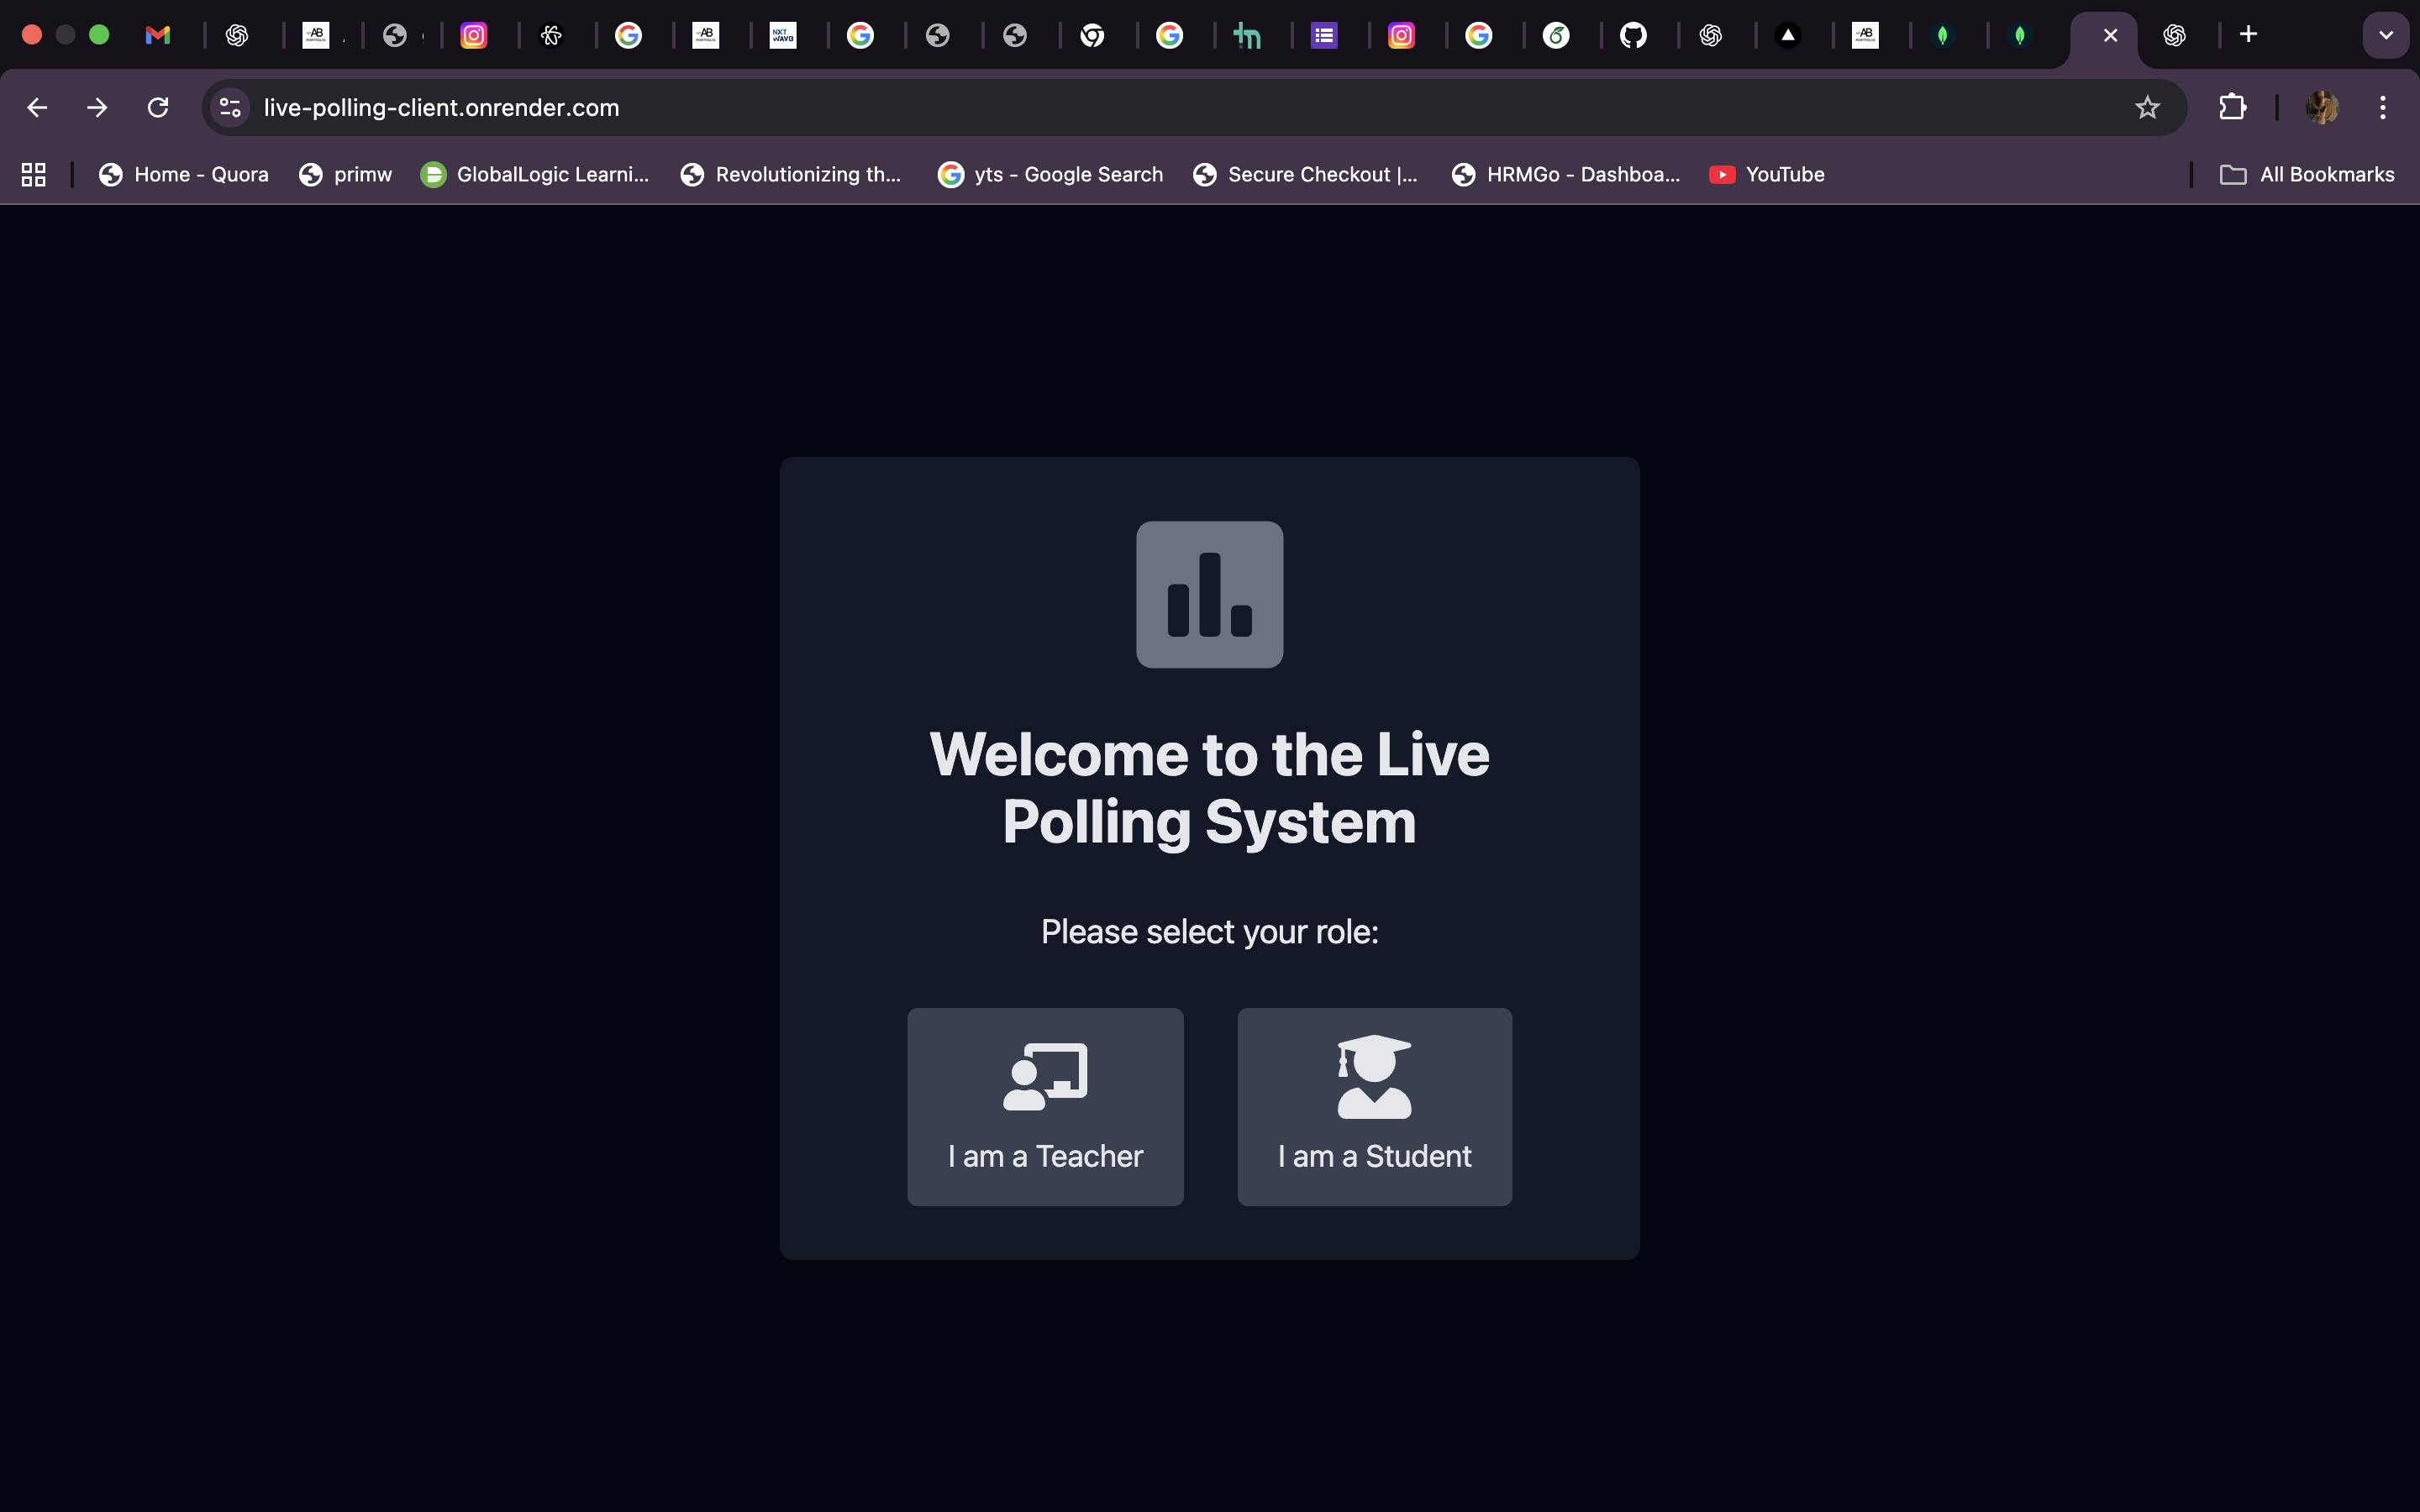 live-polling-client.onrender.com
Home - Quora
primw
GlobalLogic Learni...
Revolutionizing th...
yts - Google Search
Secure Checkout |...
HRMGo - Dashboa...
YouTube
All Bookmarks
Welcome to the Live
Polling System
Please select your role:
I am a Teacher
I am a Student